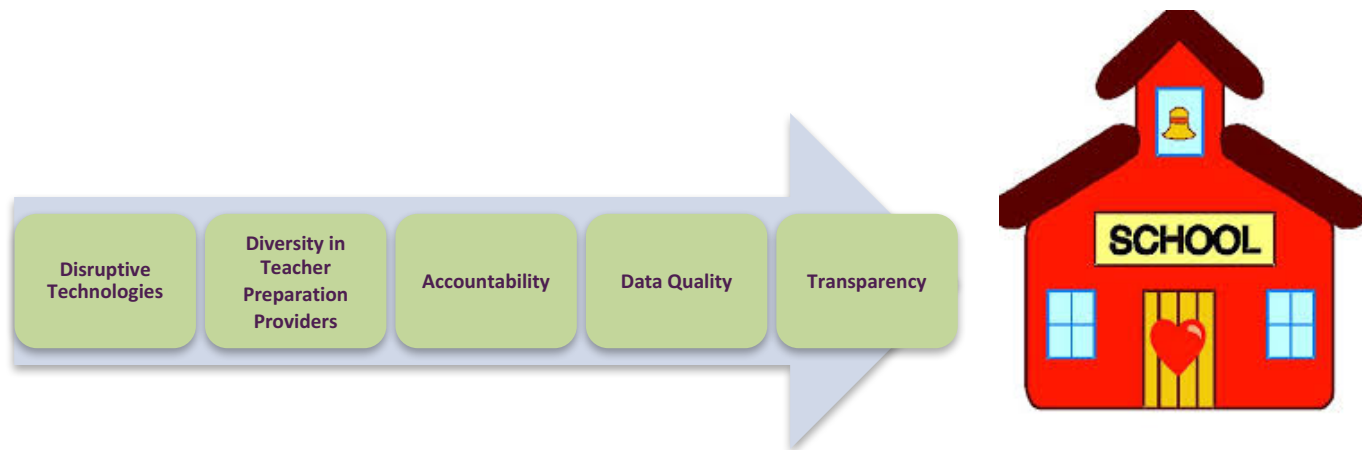 Disruptive
Technologies
Diversity in
Teacher
Preparation
Providers
Accountability
Data Quality
Transparency
SCHOOL